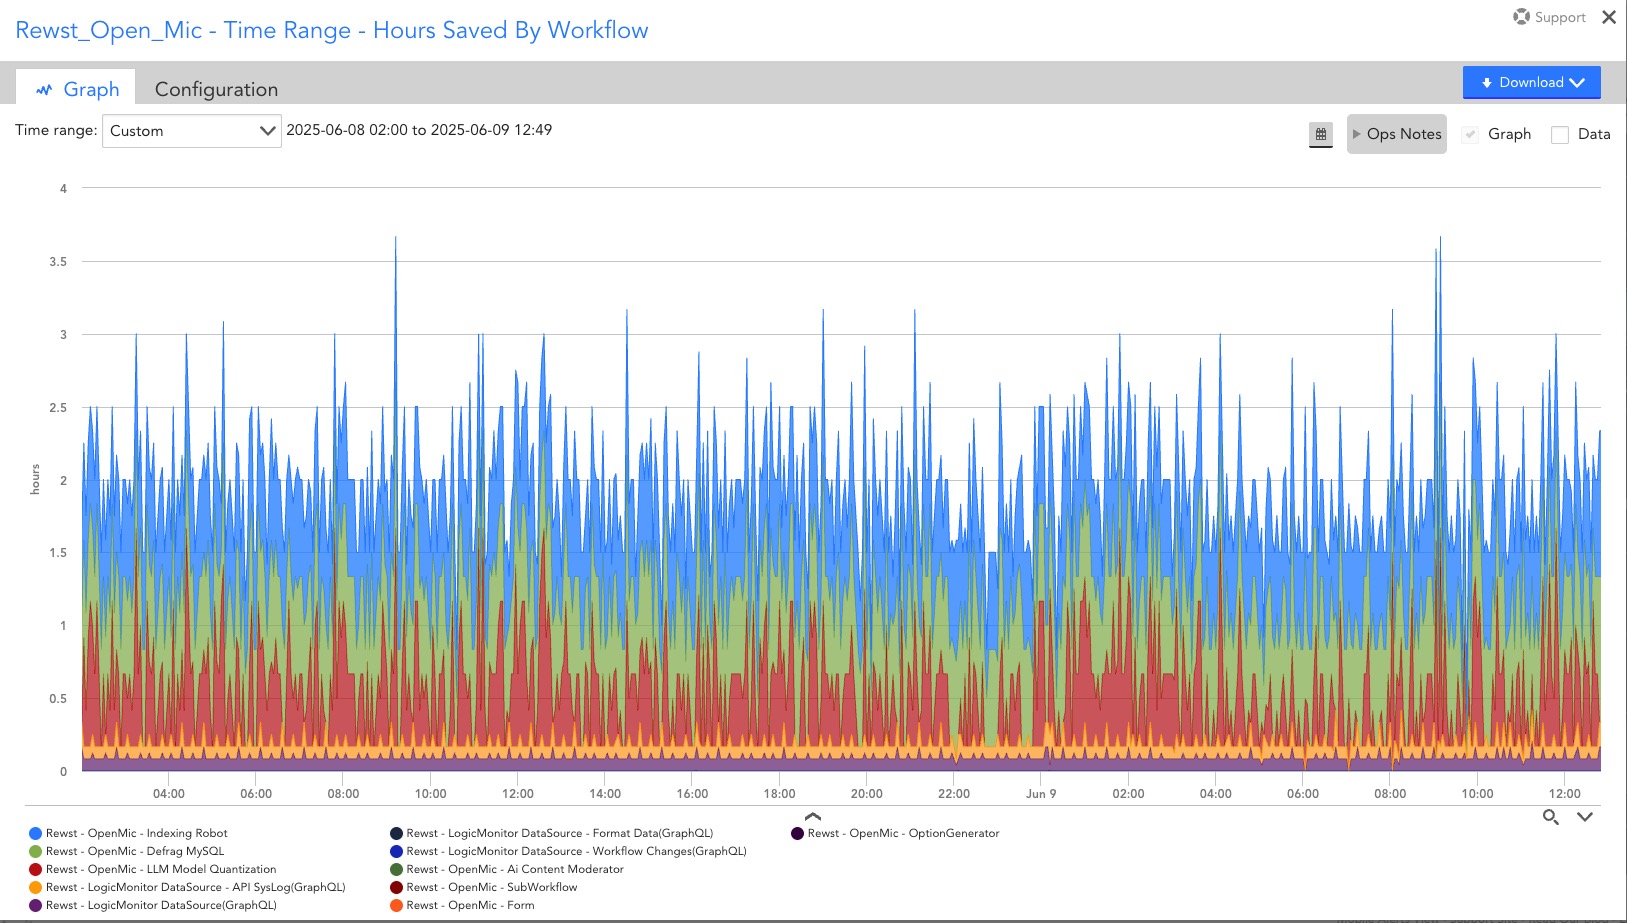 Rewst_Open_Mic - Time Range - Hours Saved By Workflow
Support
Graph
Configuration
Download
Time range:
Custom
2025-06-08 02:00 to 2025-06-09 12:49
Ops Notes
Graph
Data
4
3.5
3
2.5
2
1.5
1
0.5
0
hours
04:00
06:00
08:00
10:00
12:00
14:00
16:00
18:00
20:00
22:00
Jun 9
02:00
04:00
06:00
08:00
10:00
12:00
Rewst - OpenMic - Indexing Robot
Rewst - OpenMic - Defrag MySQL
Rewst - OpenMic - LLM Model Quantization
Rewst - LogicMonitor DataSource - API SysLog(GraphQL)
Rewst - LogicMonitor DataSource(GraphQL)
Rewst - LogicMonitor DataSource - Format Data(GraphQL)
Rewst - LogicMonitor DataSource - Workflow Changes(GraphQL)
Rewst - OpenMic - Ai Content Moderator
Rewst - OpenMic - SubWorkflow
Rewst - OpenMic - Form
Rewst - OpenMic - OptionGenerator